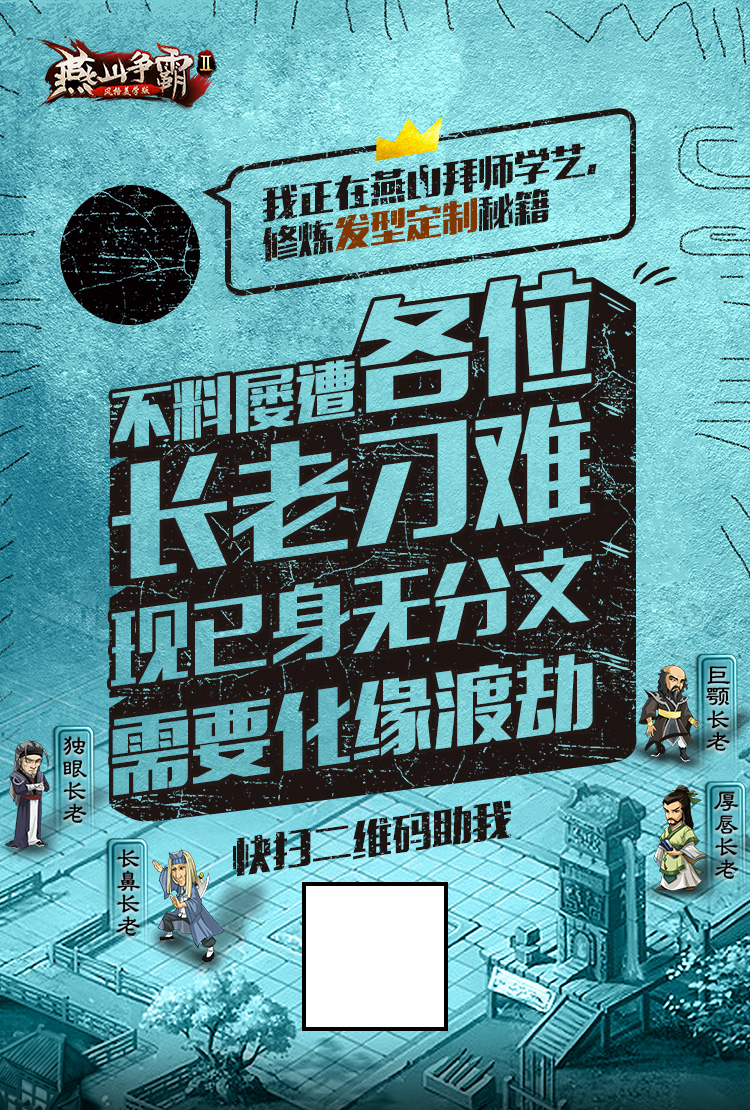 燕山争霸II
风格美学版
我正在燕山拜师学艺,
修炼发型定制秘籍
不料屡遭各位
长老刁难
现已身无分文
需要化缘渡劫
巨颚长老
独眼长老
厚唇长老
长鼻长老
快扫二维码助我